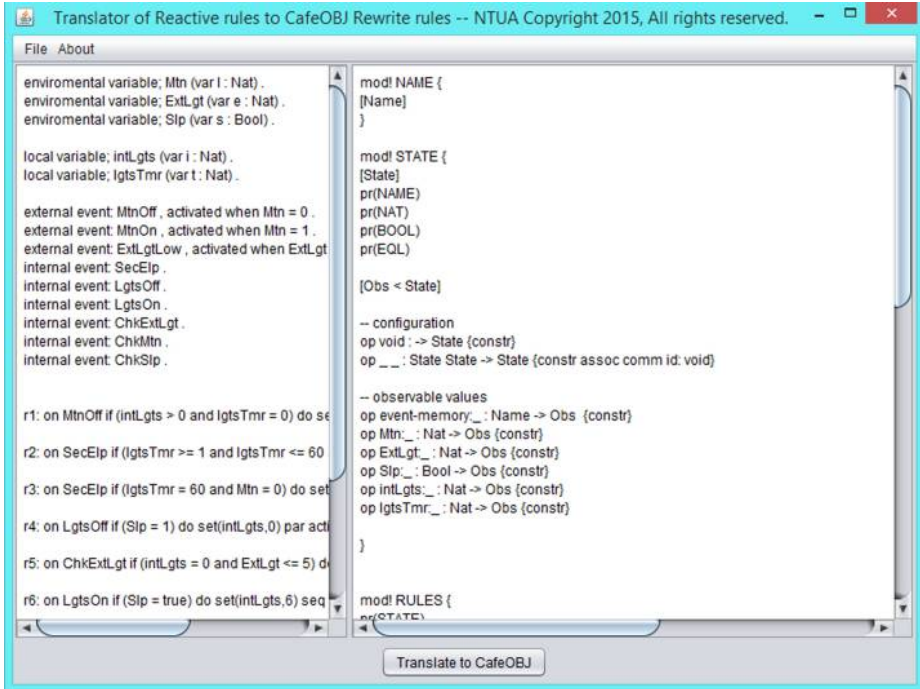 Translator of Reactive rules to CafeOBJ Rewrite rules -- NTUA Copyright 2015, All rights reserved.
File About
enviromental variable; Mtn (var l : Nat) .
enviromental variable; ExtLgt (var e : Nat) .
enviromental variable; Slp (var s : Bool) .
local variable; intLgts (var i : Nat) .
local variable; lgtsTmr (var t : Nat) .
external event: MtnOff , activated when Mtn = 0 .
external event: MtnOn , activated when Mtn = 1 .
external event: ExtLgtLow , activated when ExtLgt
internal event: SecElp .
internal event: LgtsOff .
internal event: LgtsOn .
internal event: ChkExtLgt .
internal event: ChkMtn .
internal event: ChkSlp .
r1: on MtnOff if (intLgts > 0 and lgtsTmr = 0) do se
r2: on SecElp if (lgtsTmr >= 1 and lgtsTmr <= 60
r3: on SecElp if (lgtsTmr = 60 and Mtn = 0) do set
r4: on LgtsOff if (Slp = 1) do set(intLgts,0) par acti
r5: on ChkExtLgt if (intLgts = 0 and ExtLgt <= 5) d
r6: on LgtsOn if (Slp = true) do set(intLgts,6) seq
mod! NAME {
[Name]
}
mod! STATE {
[State]
pr(NAME)
pr(NAT)
pr(BOOL)
pr(EQL)
[Obs < State]
-- configuration
op void : -> State {constr}
op _ _ : State State -> State {constr assoc comm id: void}
-- observable values
op event-memory:_ : Name -> Obs {constr}
op Mtn:_ : Nat -> Obs {constr}
op ExtLgt:_ : Nat -> Obs {constr}
op Slp:_ : Bool -> Obs {constr}
op intLgts:_ : Nat -> Obs {constr}
op lgtsTmr:_ : Nat -> Obs {constr}
}
mod! RULES {
pr(STATE)
Translate to CafeOBJ